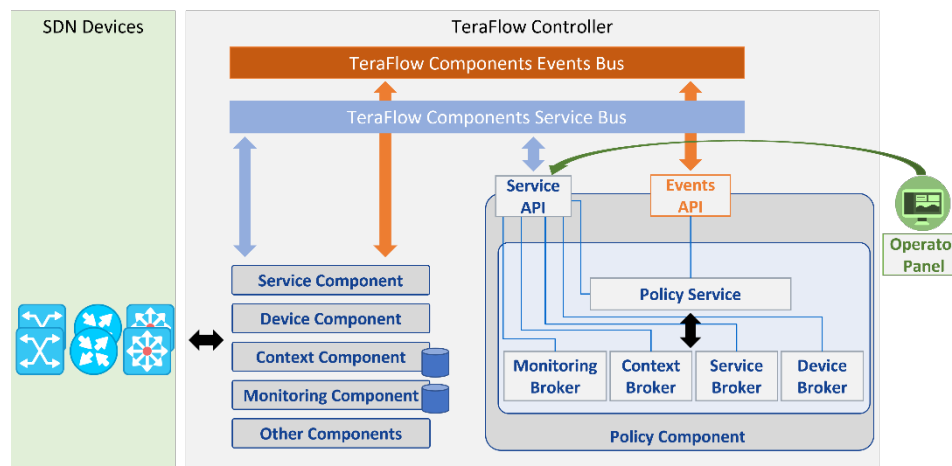 SDN Devices
TeraFlow Controller
TeraFlow Components Events Bus
TeraFlow Components Service Bus
Service
API
Events
API
Operato
Panel
Service Component
Device Component
Context Component
Monitoring Component
Other Components
Policy Service
Monitoring
Broker
Context
Broker
Service
Broker
Device
Broker
Policy Component